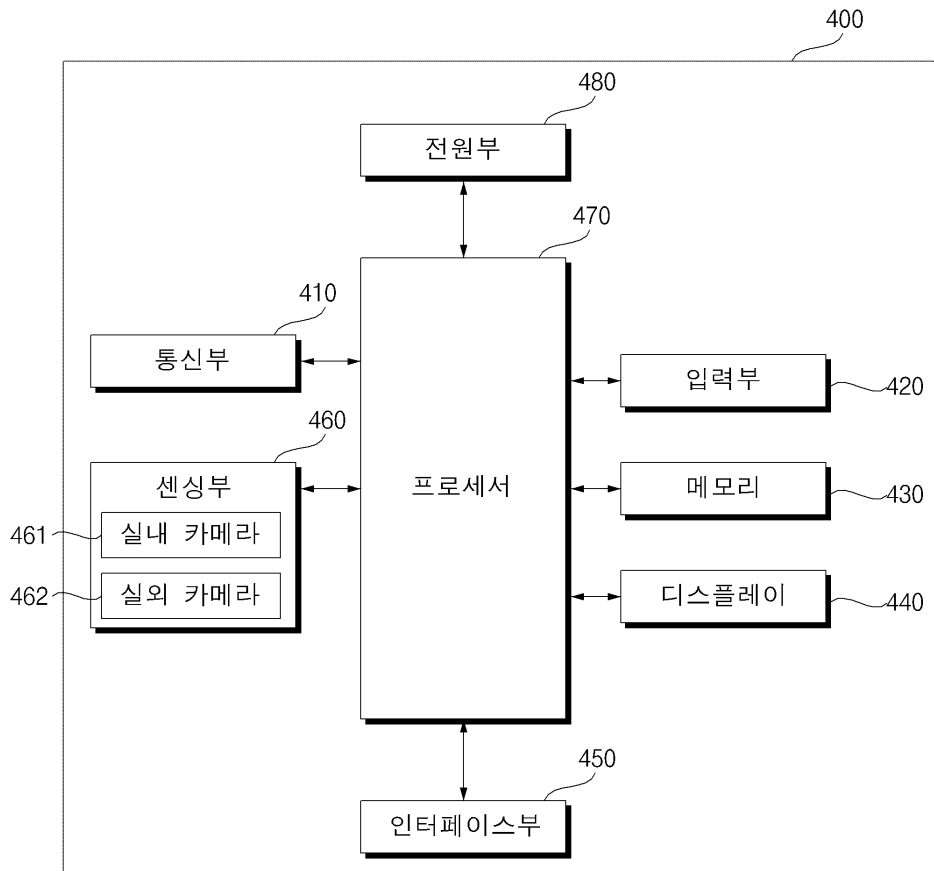 400
480
전원부
470
410
통신부
입력부
420
460
센싱부
프로세서
메모리
430
461
실내 카메라
462
실외 카메라
디스플레이
440
450
인터페이스부